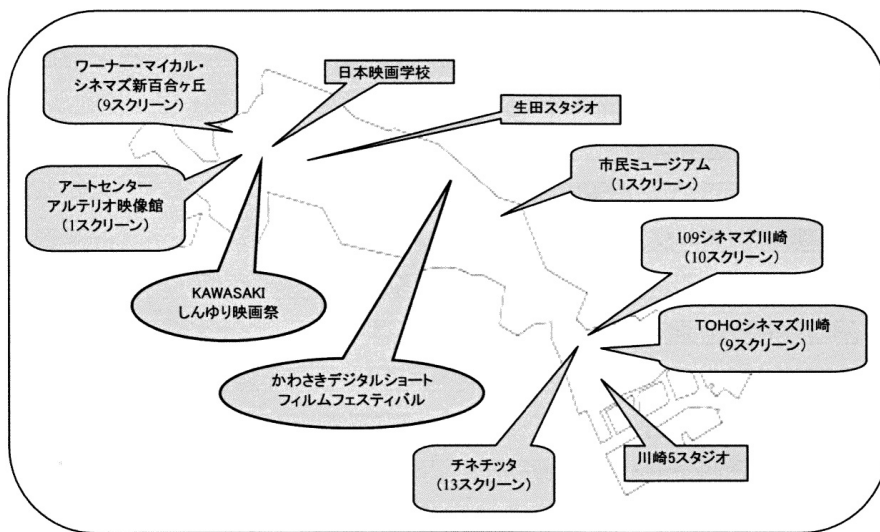 ワーナー・マイカル・
シネマズ新百合ヶ丘
(9スクリーン)
日本映画学校
生田スタジオ
アートセンター
アルテリオ映像館
(1スクリーン)
市民ミュージアム
(1スクリーン)
109シネマズ川崎
(10スクリーン)
KAWASAKI
しんゆり映画祭
TOHOシネマズ川崎
(9スクリーン)
かわさきデジタルショート
フィルムフェスティバル
チネチッタ
(13スクリーン)
川崎5スタジオ